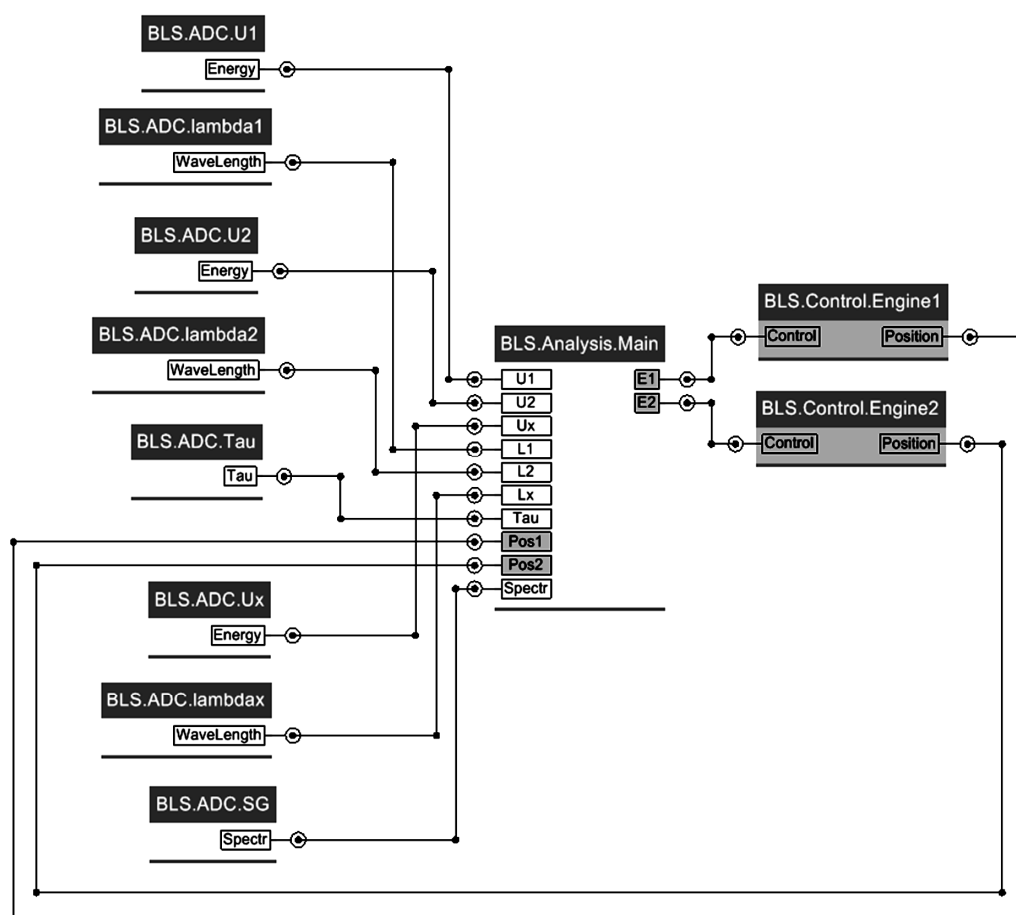 BLS.ADC.U1
Energy
BLS.ADC.lambda1
WaveLength
BLS.ADC.U2
Energy
BLS.ADC.lambda2
WaveLength
BLS.ADC.Tau
Tau
BLS.ADC.Ux
Energy
BLS.ADC.lambdax
WaveLength
BLS.ADC.SG
Spectr
BLS.Analysis.Main
U1 E1
U2 E2
Ux
L1
L2
Lx
Tau
Pos1
Pos2
Spectr
BLS.Control.Engine1
Control Position
BLS.Control.Engine2
Control Position